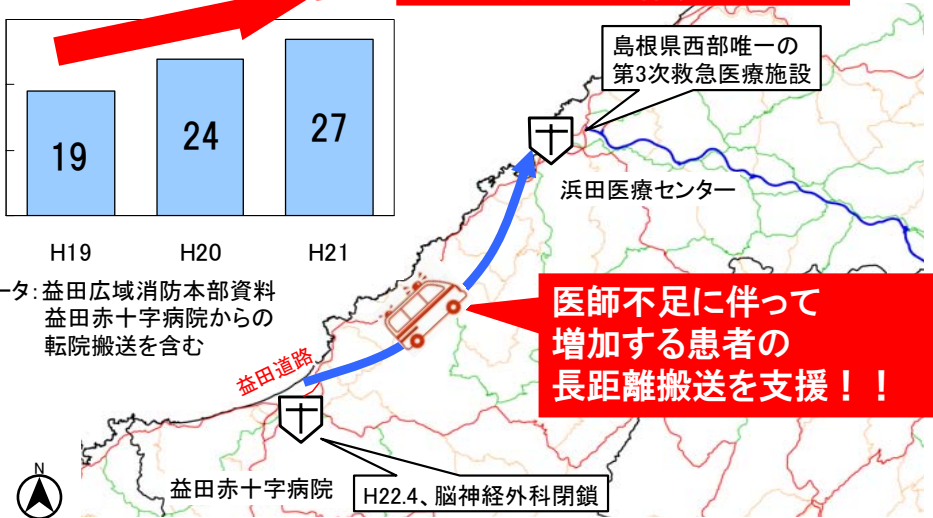 19
24
27
H19
H20
H21
ータ:益田広域消防本部資料
益田赤十字病院からの
転院搬送を含む
島根県西部唯一の
第3次救急医療施設
浜田医療センター
医師不足に伴って
増加する患者の
長距離搬送を支援!!
益田道路
益田赤十字病院
H22.4、脳神経外科閉鎖
N